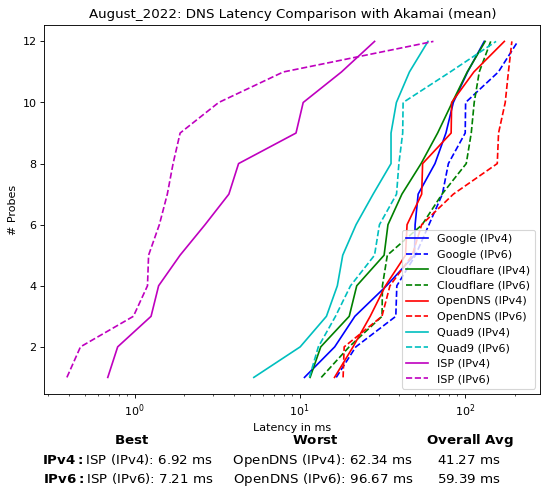 August_2022: DNS Latency Comparison with Akamai (mean)
12
10
8
6
4
2
# Probes
Google (IPv4)
Google (IPv6)
Cloudflare (IPv4)
Cloudflare (IPv6)
OpenDNS (IPv4)
OpenDNS (IPv6)
Quad9 (IPv4)
Quad9 (IPv6)
ISP (IPv4)
ISP (IPv6)
10⁰ 10¹ 10²
Latency in ms
Best Worst Overall Avg
IPv4: ISP (IPv4): 6.92 ms OpenDNS (IPv4): 62.34 ms 41.27 ms
IPv6: ISP (IPv6): 7.21 ms OpenDNS (IPv6): 96.67 ms 59.39 ms